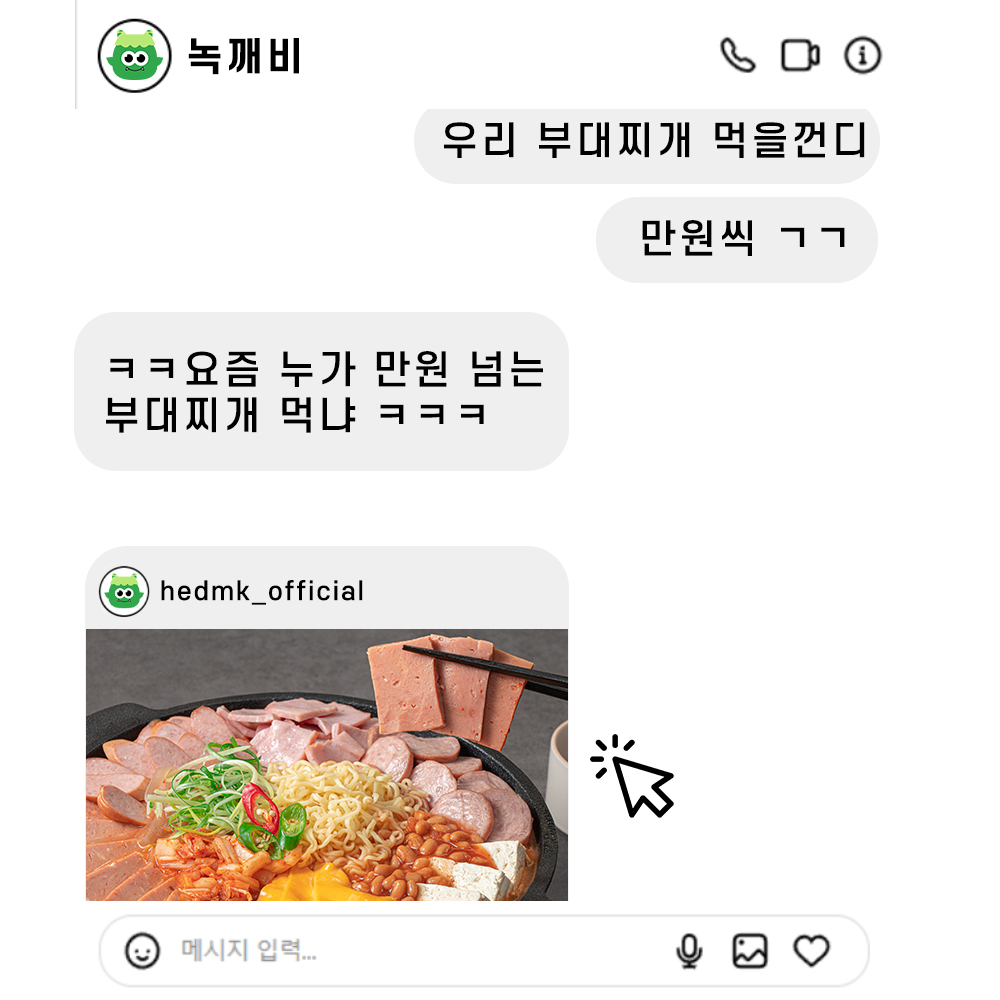 녹깨비
우리 부대찌개 먹을껀디
만원씩 ㄱㄱ
ㅋㅋ요즘 누가 만원 넘는
부대찌개 먹냐 ㅋㅋㅋ
hedmk_official
메시지 입력...